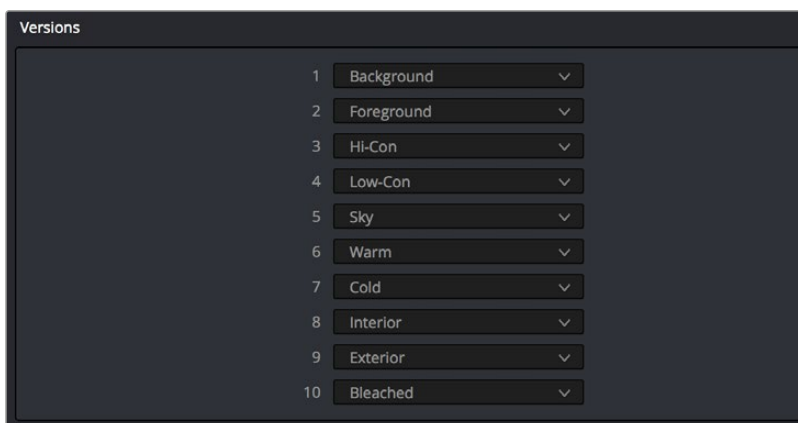 Versions
1 Background
2 Foreground
3 Hi-Con
4 Low-Con
5 Sky
6 Warm
7 Cold
8 Interior
9 Exterior
10 Bleached